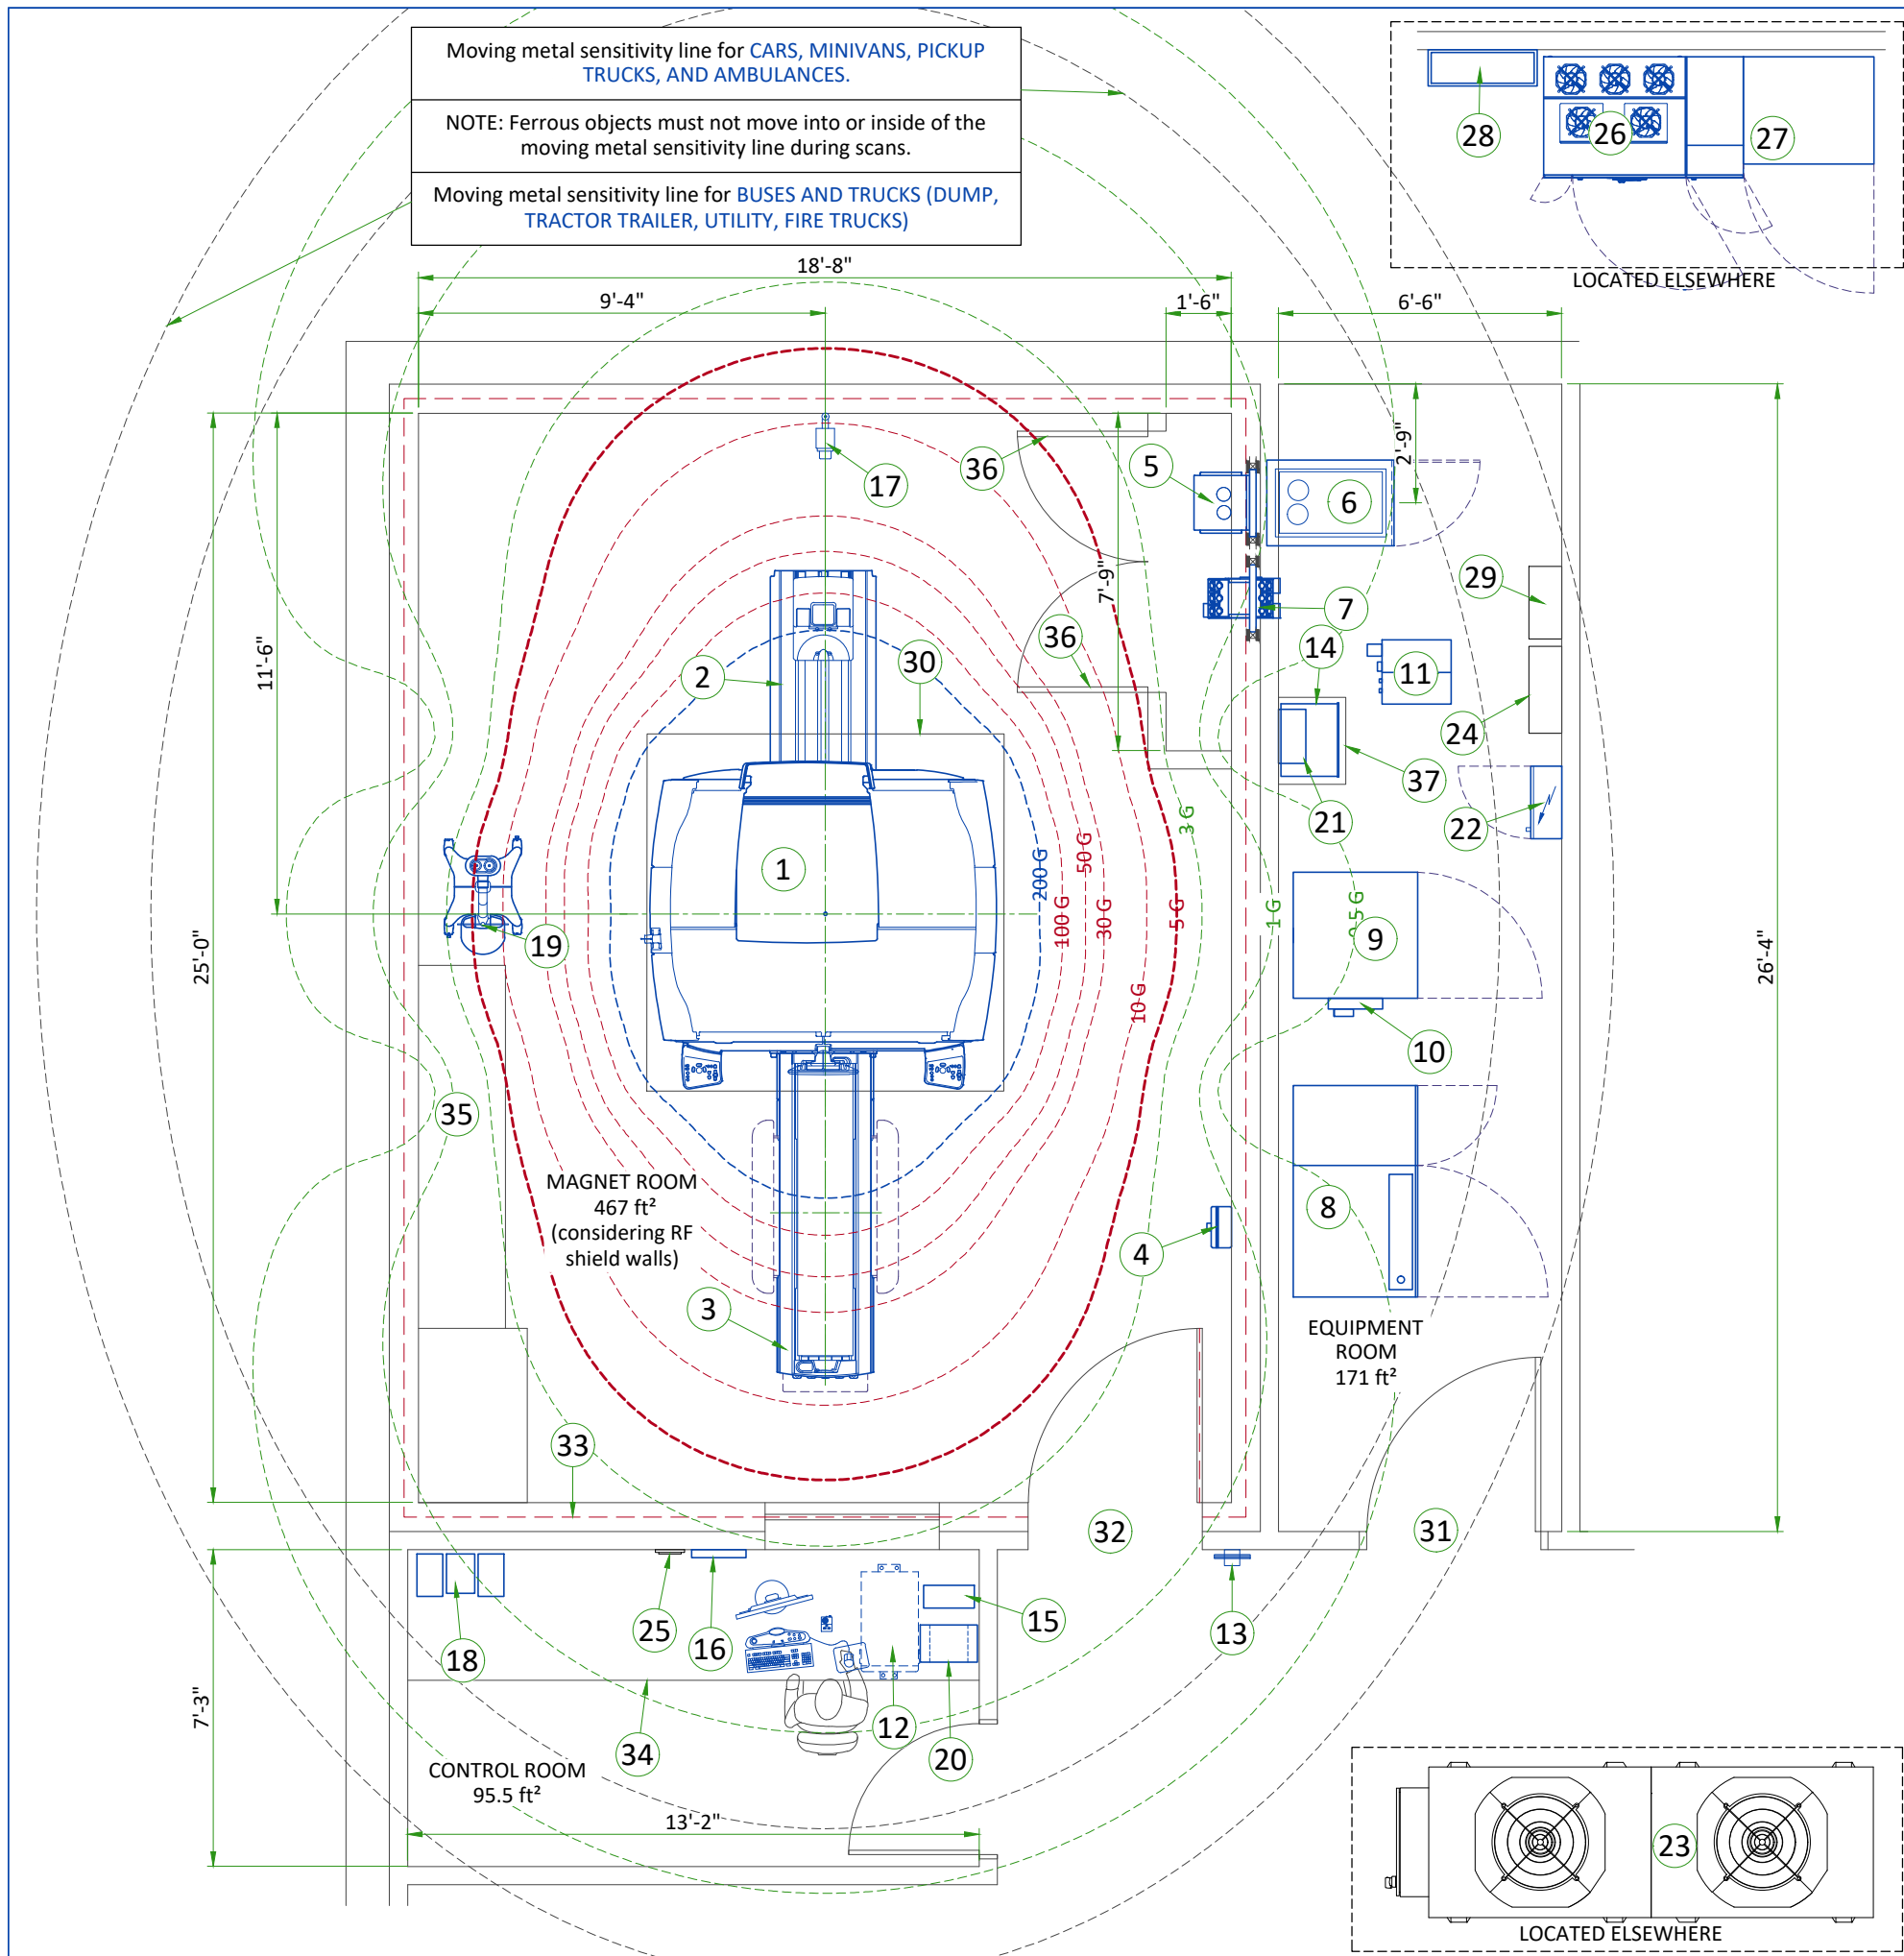 Moving metal sensitivity line for CARS, MINIVANS, PICKUP
TRUCKS, AND AMBULANCES.
NOTE: Ferrous objects must not move into or inside of the
moving metal sensitivity line during scans.
Moving metal sensitivity line for BUSES AND TRUCKS (DUMP,
TRACTOR TRAILER, UTILITY, FIRE TRUCKS)
28
26
27
LOCATED ELSEWHERE
18'-8"
9'-4"
1'-6"
6'-6"
2'-9"
36
5
17
6
29
7'-9"
7
36
14
11
11'-6"
2
30
24
37
21
22
3 G
1
50 G
200 G
100 G
30 G
5 G
1 G
0.5 G
9
19
25'-0"
26'-4"
10 G
10
35
MAGNET ROOM
467 ft²
(considering RF
shield walls)
8
4
3
EQUIPMENT
ROOM
171 ft²
33
32
31
25
16
15
13
18
7'-3"
12
34
20
CONTROL ROOM
95.5 ft²
13'-2"
23
LOCATED ELSEWHERE